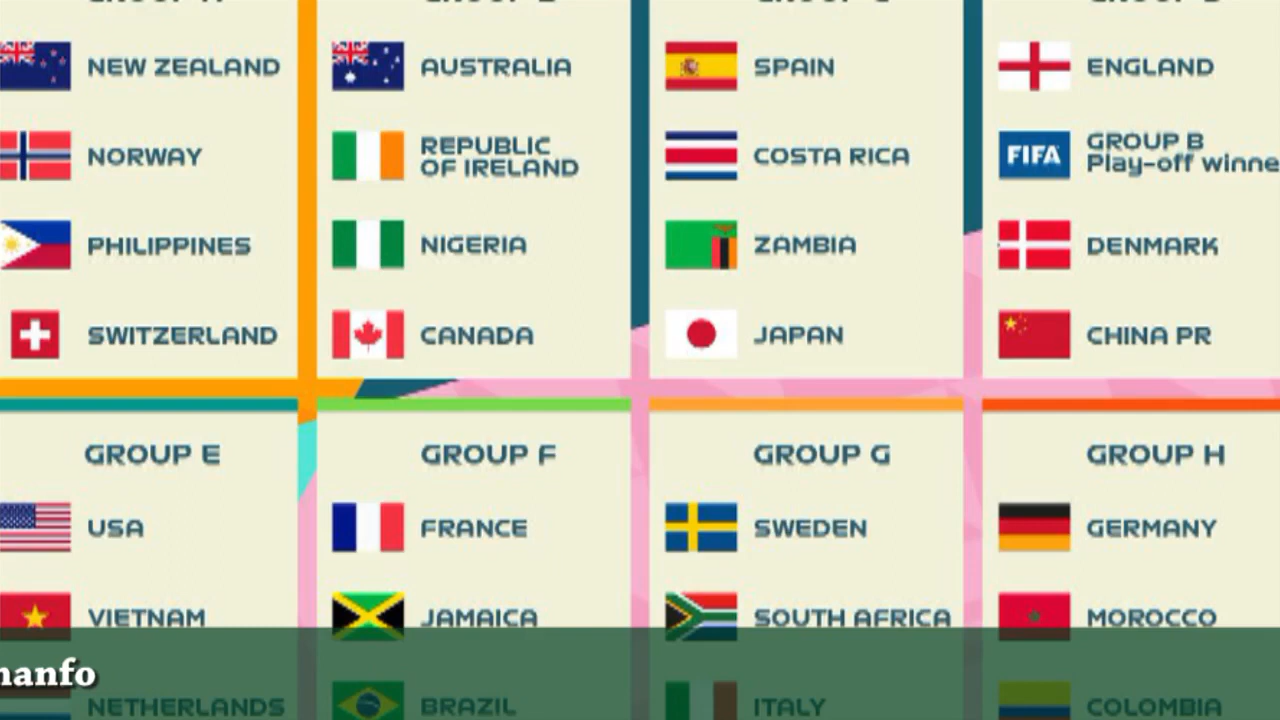 NEW ZEALAND
NORWAY
PHILIPPINES
SWITZERLAND
AUSTRALIA
REPUBLIC
OF IRELAND
NIGERIA
CANADA
SPAIN
COSTA RICA
ZAMBIA
JAPAN
ENGLAND
FIFA
GROUP B
Play-off winne
DENMARK
CHINA PR
GROUP E
USA
VIETNAM
NETHERLANDS
GROUP F
FRANCE
JAMAICA
BRAZIL
GROUP G
SWEDEN
SOUTH AFRICA
ITALY
GROUP H
GERMANY
MOROCCO
COLOMBIA
nanfo